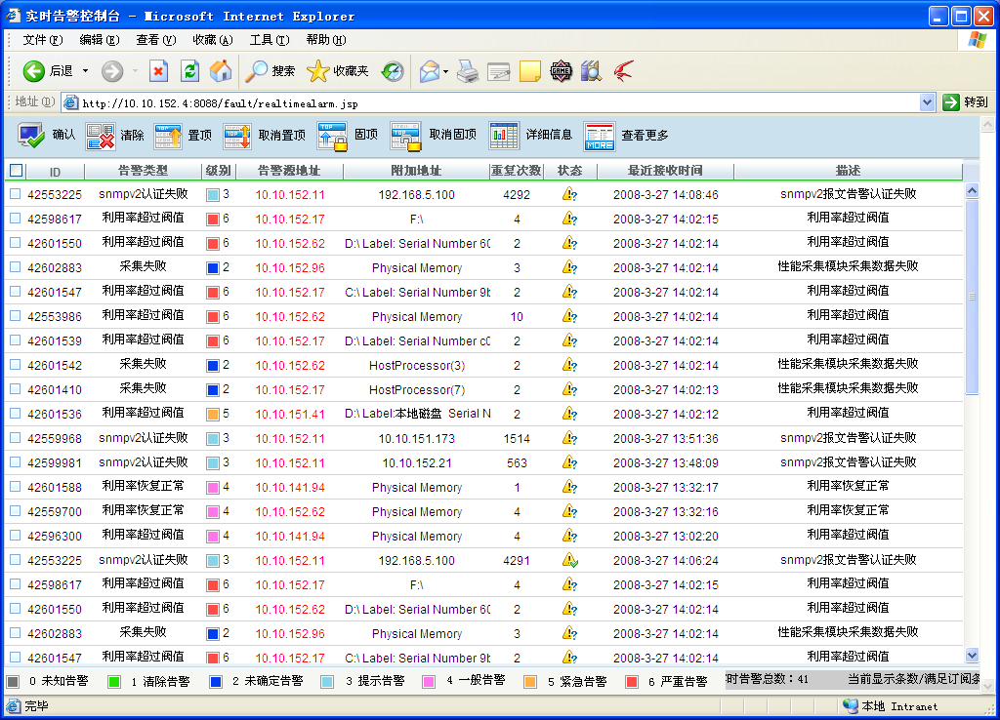 实时告警控制台 - Microsoft Internet Explorer
文件(F) 编辑(E) 查看(V) 收藏(A) 工具(T) 帮助(H)
后退 搜索 收藏夹
地址(D) http://10.10.152.4:8088/fault/realtimealarm.jsp 转到
确认 清除 置顶 取消置顶 固顶 取消固顶 详细信息 查看更多
ID 告警类型 级别 告警源地址 附加地址 重复次数 状态 最近接收时间 描述
42553225 snmpv2认证失败 3 10.10.152.11 192.168.5.100 4292 2008-3-27 14:08:46 snmpv2报文告警认证失败
42598617 利用率超过阀值 6 10.10.152.17 F:\ 4 2008-3-27 14:02:15 利用率超过阀值
42601550 利用率超过阀值 6 10.10.152.62 D:\ Label: Serial Number 60 2 2008-3-27 14:02:14 利用率超过阀值
42602883 采集失败 2 10.10.152.96 Physical Memory 3 2008-3-27 14:02:14 性能采集模块采集数据失败
42601547 利用率超过阀值 6 10.10.152.17 C:\ Label: Serial Number 9b 2 2008-3-27 14:02:14 利用率超过阀值
42553986 利用率超过阀值 6 10.10.152.62 Physical Memory 10 2008-3-27 14:02:14 利用率超过阀值
42601539 利用率超过阀值 6 10.10.152.17 D:\ Label: Serial Number c0 2 2008-3-27 14:02:14 利用率超过阀值
42601542 采集失败 2 10.10.152.62 HostProcessor(3) 2 2008-3-27 14:02:14 性能采集模块采集数据失败
42601410 采集失败 2 10.10.152.17 HostProcessor(7) 2 2008-3-27 14:02:13 性能采集模块采集数据失败
42601536 利用率超过阀值 5 10.10.151.41 D:\ Label:本地磁盘 Serial N 2 2008-3-27 14:02:12 利用率超过阀值
42559968 snmpv2认证失败 3 10.10.152.11 10.10.151.173 1514 2008-3-27 13:51:36 snmpv2报文告警认证失败
42599981 snmpv2认证失败 3 10.10.152.11 10.10.152.21 563 2008-3-27 13:48:09 snmpv2报文告警认证失败
42601588 利用率恢复正常 4 10.10.141.94 Physical Memory 1 2008-3-27 13:32:17 利用率恢复正常
42559700 利用率恢复正常 4 10.10.152.62 Physical Memory 4 2008-3-27 13:32:16 利用率恢复正常
42596300 利用率超过阀值 4 10.10.141.94 Physical Memory 4 2008-3-27 13:02:20 利用率超过阀值
42553225 snmpv2认证失败 3 10.10.152.11 192.168.5.100 4291 2008-3-27 14:06:24 snmpv2报文告警认证失败
42598617 利用率超过阀值 6 10.10.152.17 F:\ 4 2008-3-27 14:02:15 利用率超过阀值
42601550 利用率超过阀值 6 10.10.152.62 D:\ Label: Serial Number 60 2 2008-3-27 14:02:14 利用率超过阀值
42602883 采集失败 2 10.10.152.96 Physical Memory 3 2008-3-27 14:02:14 性能采集模块采集数据失败
42601547 利用率超过阀值 6 10.10.152.17 C:\ Label: Serial Number 9b 2 2008-3-27 14:02:14 利用率超过阀值
0 未知告警 1 清除告警 2 未确定告警 3 提示告警 4 一般告警 5 紧急告警 6 严重告警 时告警总数：41 当前显示条数/满足订阅条
完毕 本地 Intranet